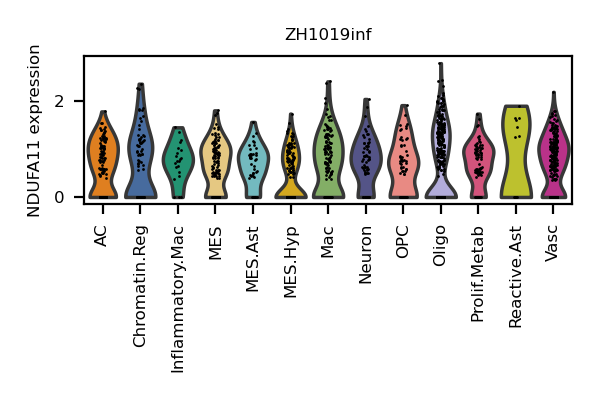 ZH1019inf
NDUFA11 expression
2
0
AC
Chromatin.Reg
Inflammatory.Mac
MES
MES.Ast
MES.Hyp
Mac
Neuron
OPC
Oligo
Prolif.Metab
Reactive.Ast
Vasc